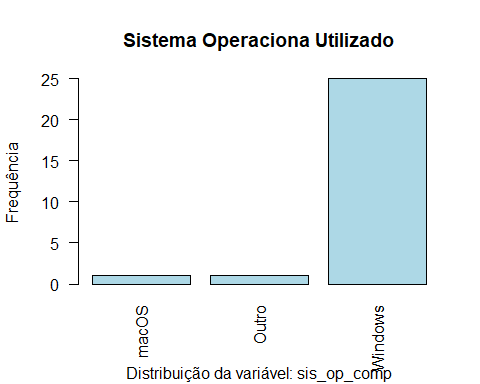 Sistema Operaciona Utilizado
Frequência
25
20
15
10
5
0
macOS
Outro
Windows
Distribuição da variável: sis_op_comp